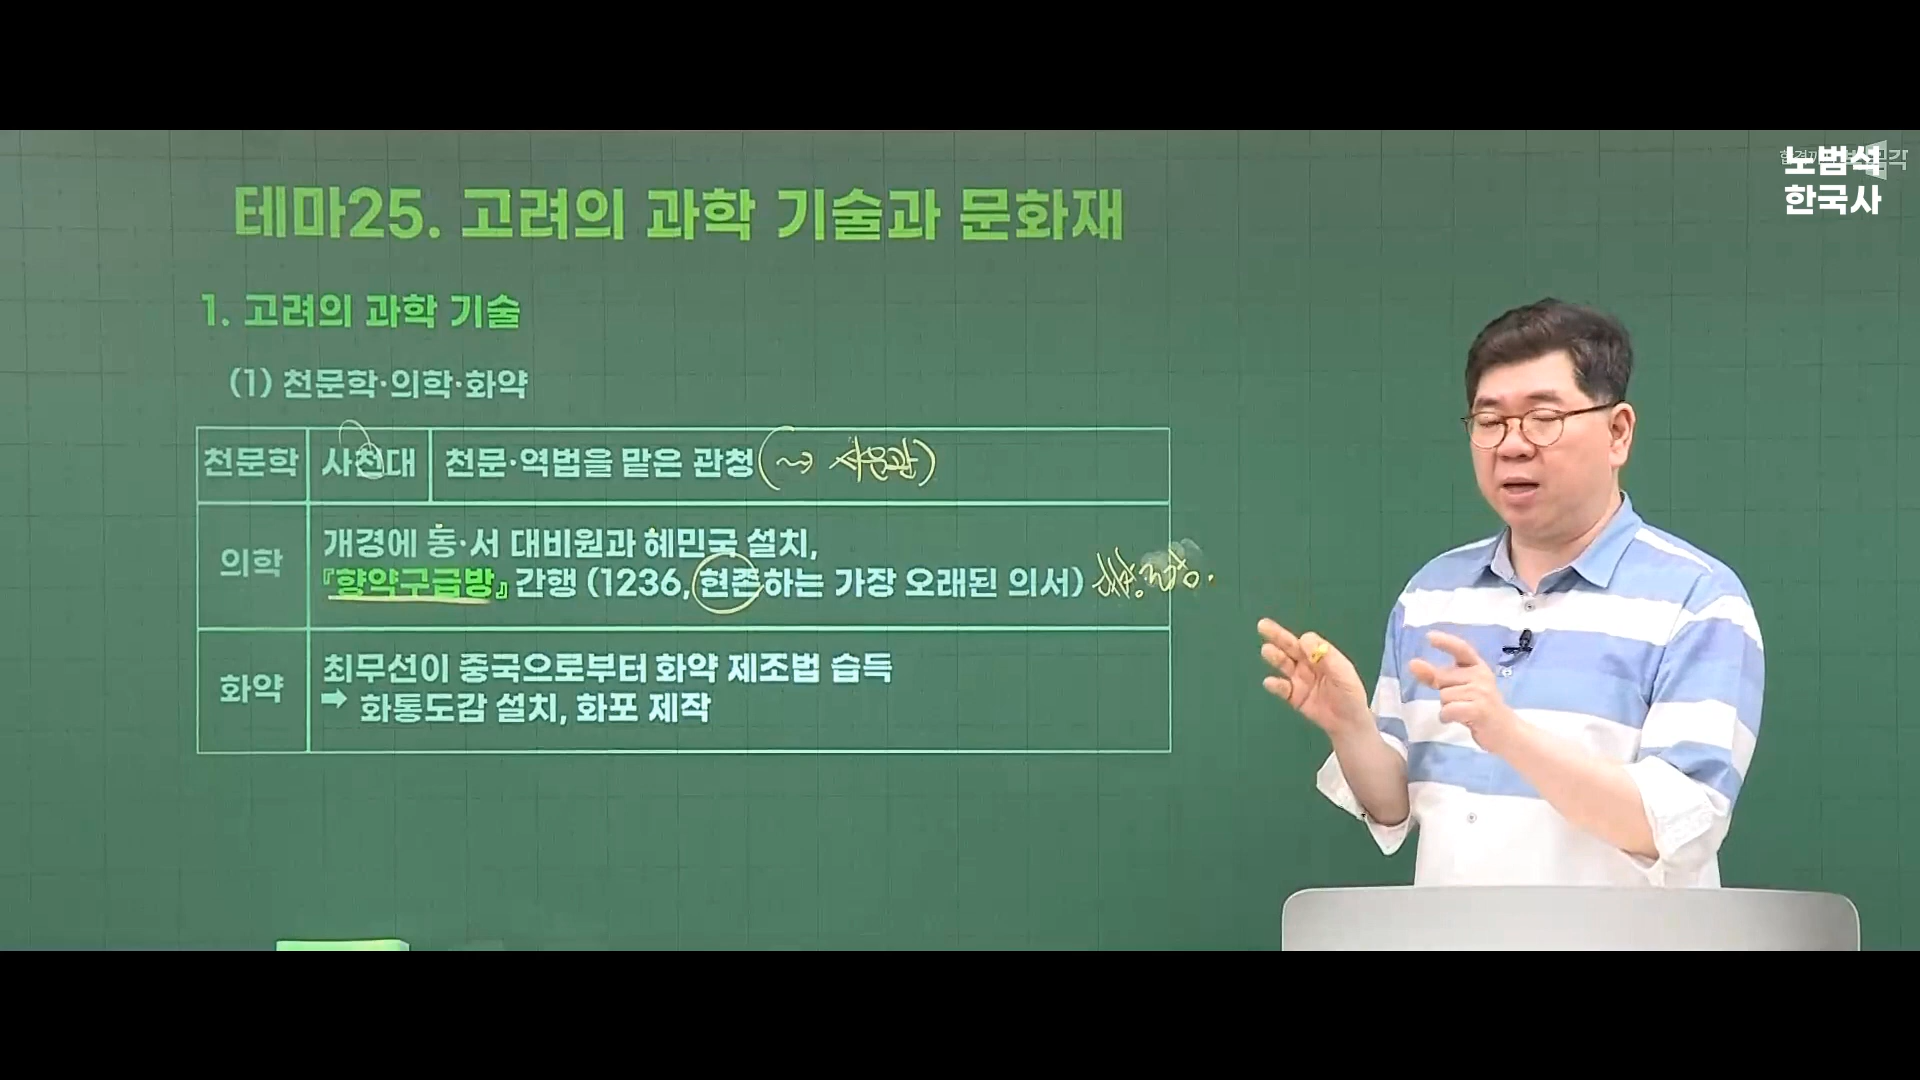 노범석
한국사
테마25. 고려의 과학 기술과 문화재
1. 고려의 과학 기술
(1) 천문학·의학·화약
천문학 사천대 천문·역법을 맡은 관청(→ 서운관)
의학
개경에 동·서 대비원과 혜민국 설치,
『향약구급방』 간행 (1236, 현존하는 가장 오래된 의서)
화약
최무선이 중국으로부터 화약 제조법 습득
➡ 화통도감 설치, 화포 제작